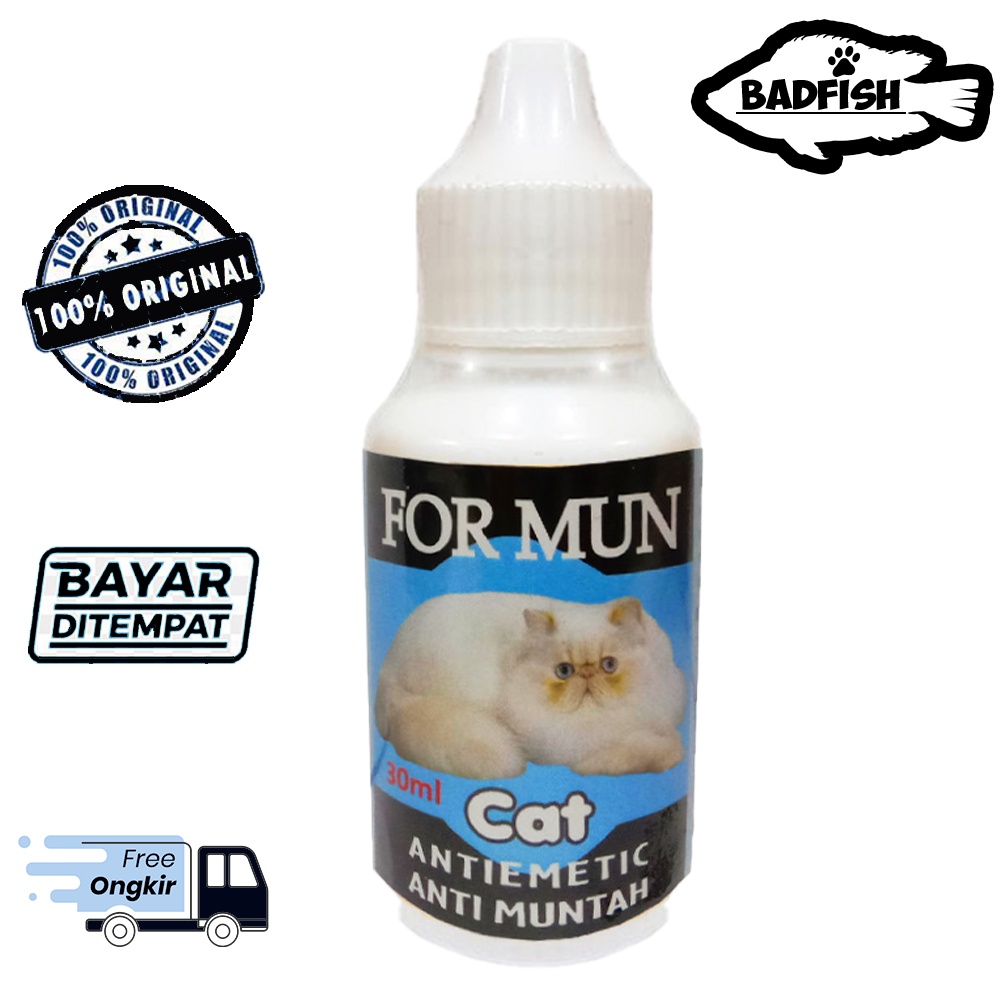 BADFISH
100% ORIGINAL
100% ORIGINAL
100% ORIGINAL
FOR MUN
BAYAR
DITEMPAT
30ml
Cat
ANTIEMETIC
ANTI MUNTAH
Free
Ongkir